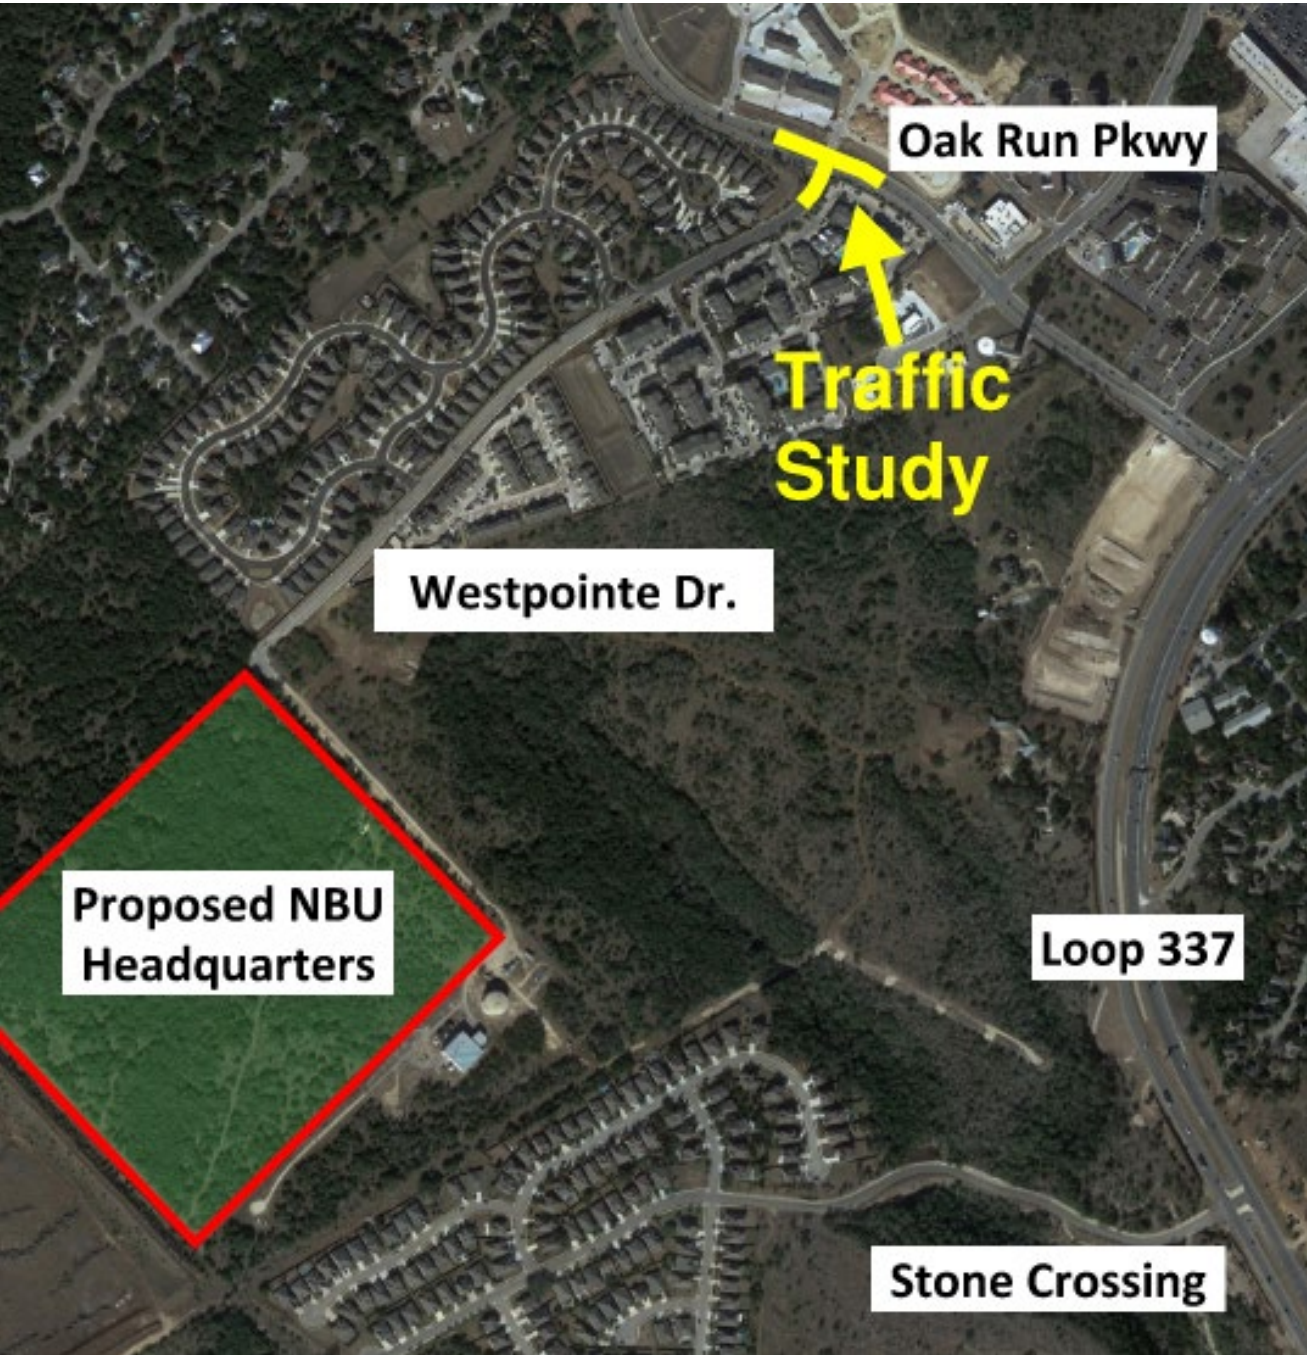 Oak Run Pkwy
Traffic
Study
Westpointe Dr.
Proposed NBU
Headquarters
Loop 337
Stone Crossing